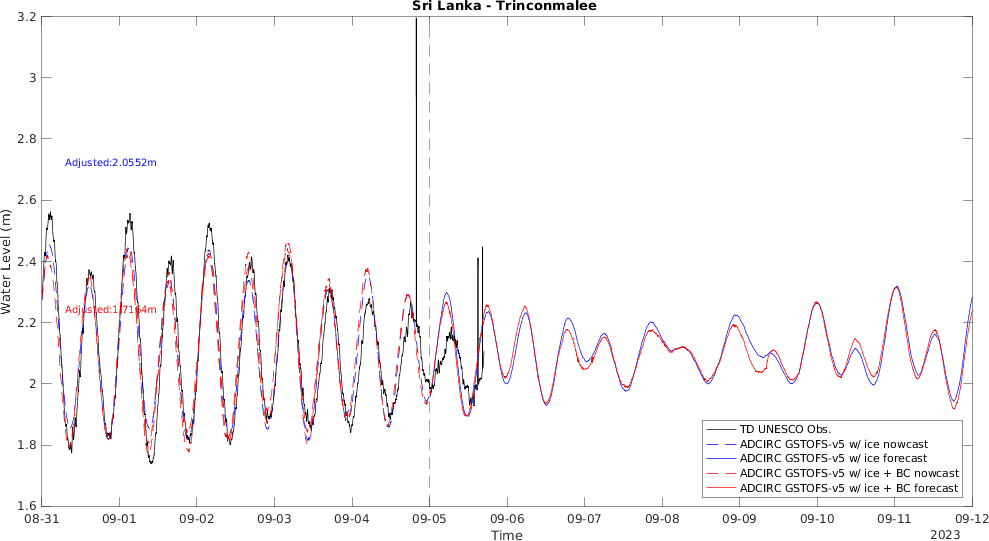 Sri Lanka - Trinconmalee
3.2
3
2.8
2.6
2.4
2.2
2
1.8
1.6
Water Level (m)
Adjusted:2.0552m
Adjusted:1.7164m
TD UNESCO Obs.
ADCIRC GSTOFS-v5 w/ ice nowcast
ADCIRC GSTOFS-v5 w/ ice forecast
ADCIRC GSTOFS-v5 w/ ice + BC nowcast
ADCIRC GSTOFS-v5 w/ ice + BC forecast
08-31 09-01 09-02 09-03 09-04 09-05 09-06 09-07 09-08 09-09 09-10 09-11 09-12
Time
2023